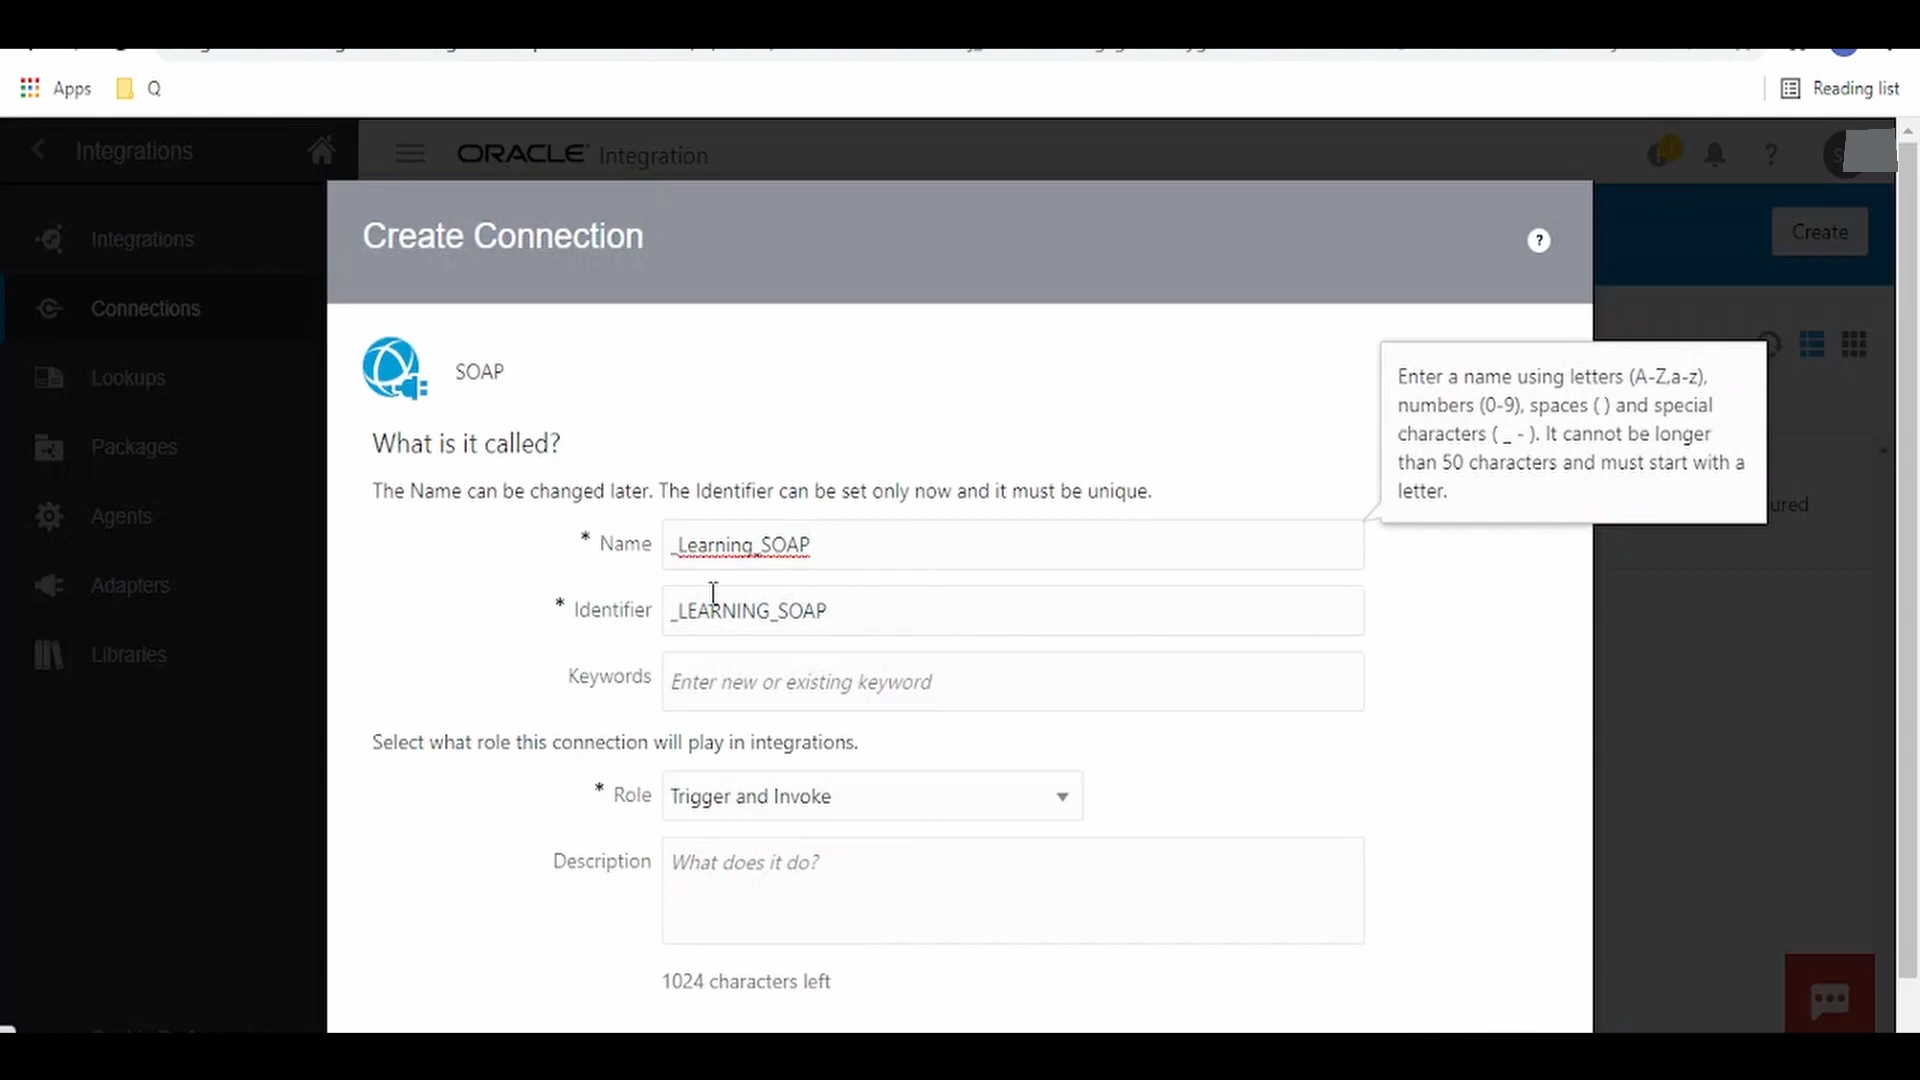 Apps
Q
Reading list
Integrations
ORACLE Integration
?
Integrations
Connections
Lookups
Packages
Agents
Adapters
Libraries
Create
Create Connection
?
SOAP
Enter a name using letters (A-Z,a-z),
numbers (0-9), spaces ( ) and special
characters ( _ - ). It cannot be longer
than 50 characters and must start with a
letter.
What is it called?
The Name can be changed later. The Identifier can be set only now and it must be unique.
* Name _Learning_SOAP
* Identifier _LEARNING_SOAP
Keywords Enter new or existing keyword
Select what role this connection will play in integrations.
* Role Trigger and Invoke
Description What does it do?
1024 characters left